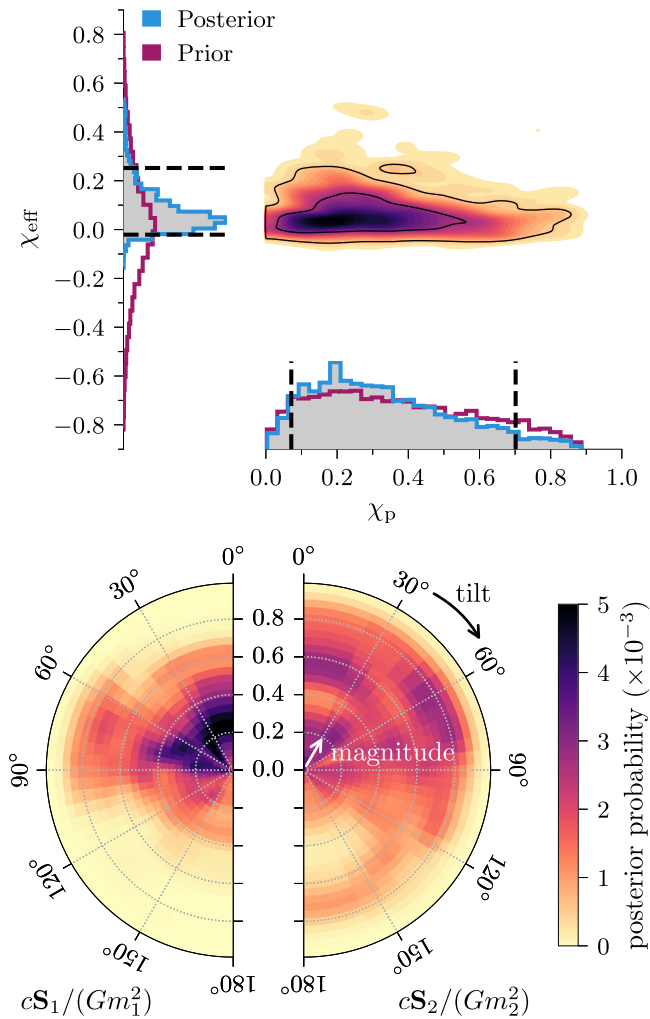 Posterior
Prior
0.8
0.6
0.4
0.2
0.0
−0.2
−0.4
−0.6
−0.8
χeff
0.0 0.2 0.4 0.6 0.8 1.0
χp
0° 0°
30° 30° tilt
60° 60°
90° 90°
120° 120°
150° 150°
180° 180°
0.8
0.6
0.4
0.2
0.0
magnitude
cS₁/(Gm₁²) cS₂/(Gm₂²)
5
4
3
2
1
0
posterior probability (×10⁻³)